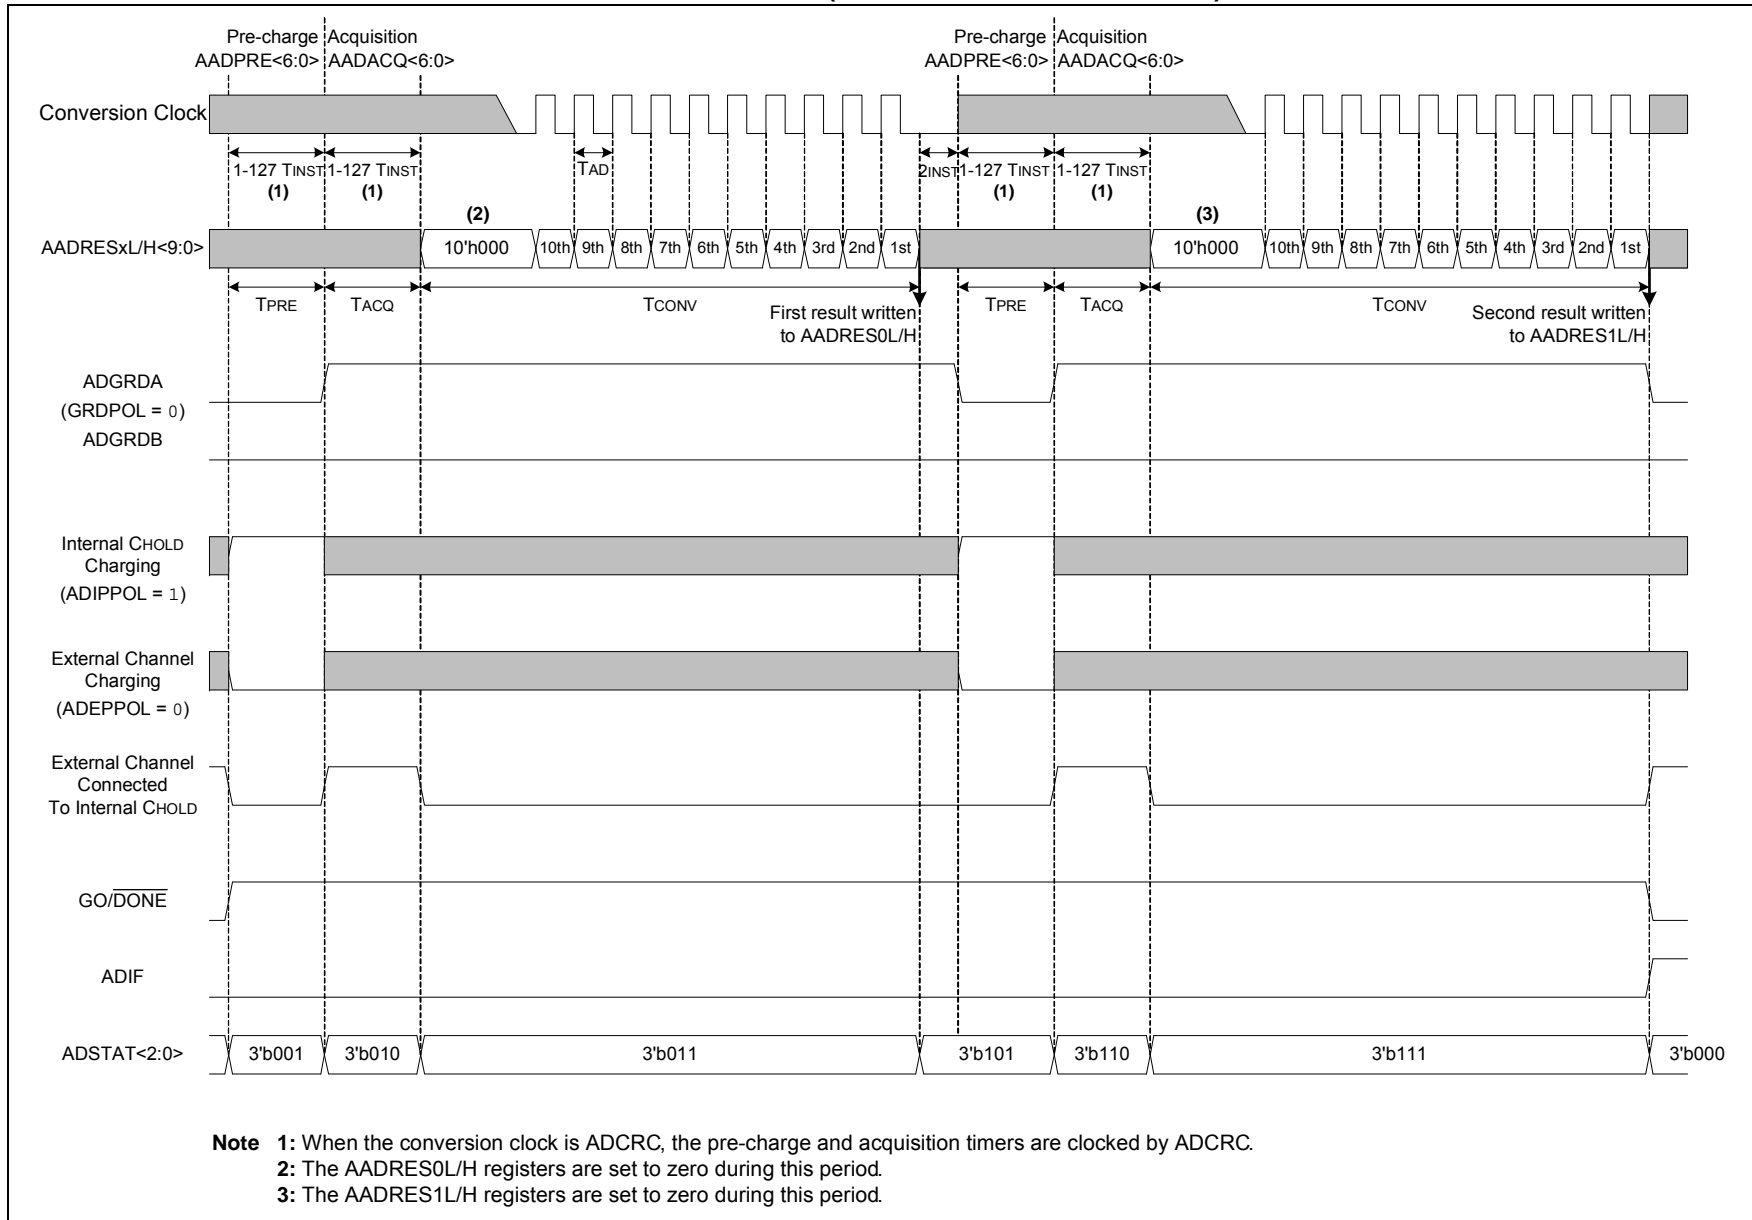 Pre-charge Acquisition Pre-charge Acquisition
AADPRE<6:0> AADACQ<6:0> AADPRE<6:0> AADACQ<6:0>
Conversion Clock
1-127 TINST 1-127 TINST TAD 2INST 1-127 TINST 1-127 TINST
(1) (1) (1) (1)
(2) (3)
AADRESxL/H<9:0> 10'h000 10th 9th 8th 7th 6th 5th 4th 3rd 2nd 1st 10'h000 10th 9th 8th 7th 6th 5th 4th 3rd 2nd 1st
TPRE TACQ TCONV TPRE TACQ TCONV
First result written
to AADRES0L/H
Second result written
to AADRES1L/H
ADGRDA
(GRDPOL = 0)
ADGRDB
Internal CHOLD
Charging
(ADIPPOL = 1)
External Channel
Charging
(ADEPPOL = 0)
External Channel
Connected
To Internal CHOLD
GO/DONE
ADIF
ADSTAT<2:0> 3'b001 3'b010 3'b011 3'b101 3'b110 3'b111 3'b000
Note 1: When the conversion clock is ADCRC, the pre-charge and acquisition timers are clocked by ADCRC.
2: The AADRES0L/H registers are set to zero during this period.
3: The AADRES1L/H registers are set to zero during this period.